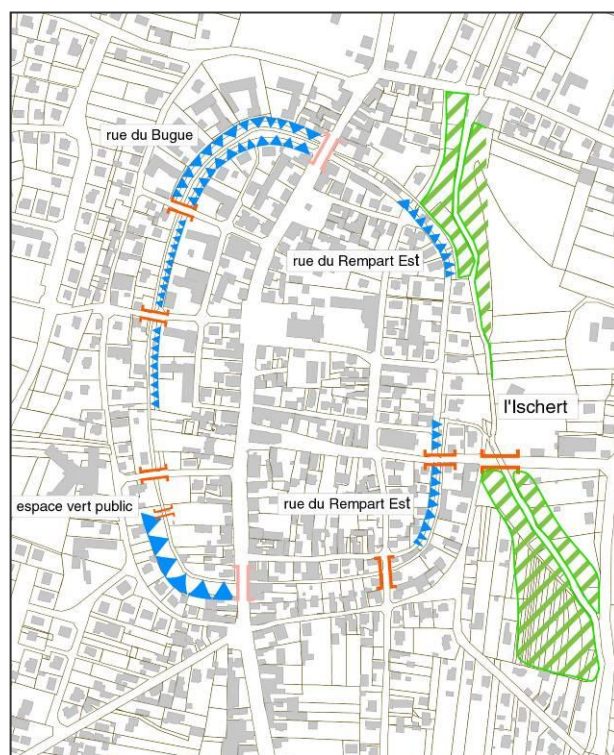 rue du Bugue
rue du Rempart Est
l'Ischert
espace vert public
rue du Rempart Est